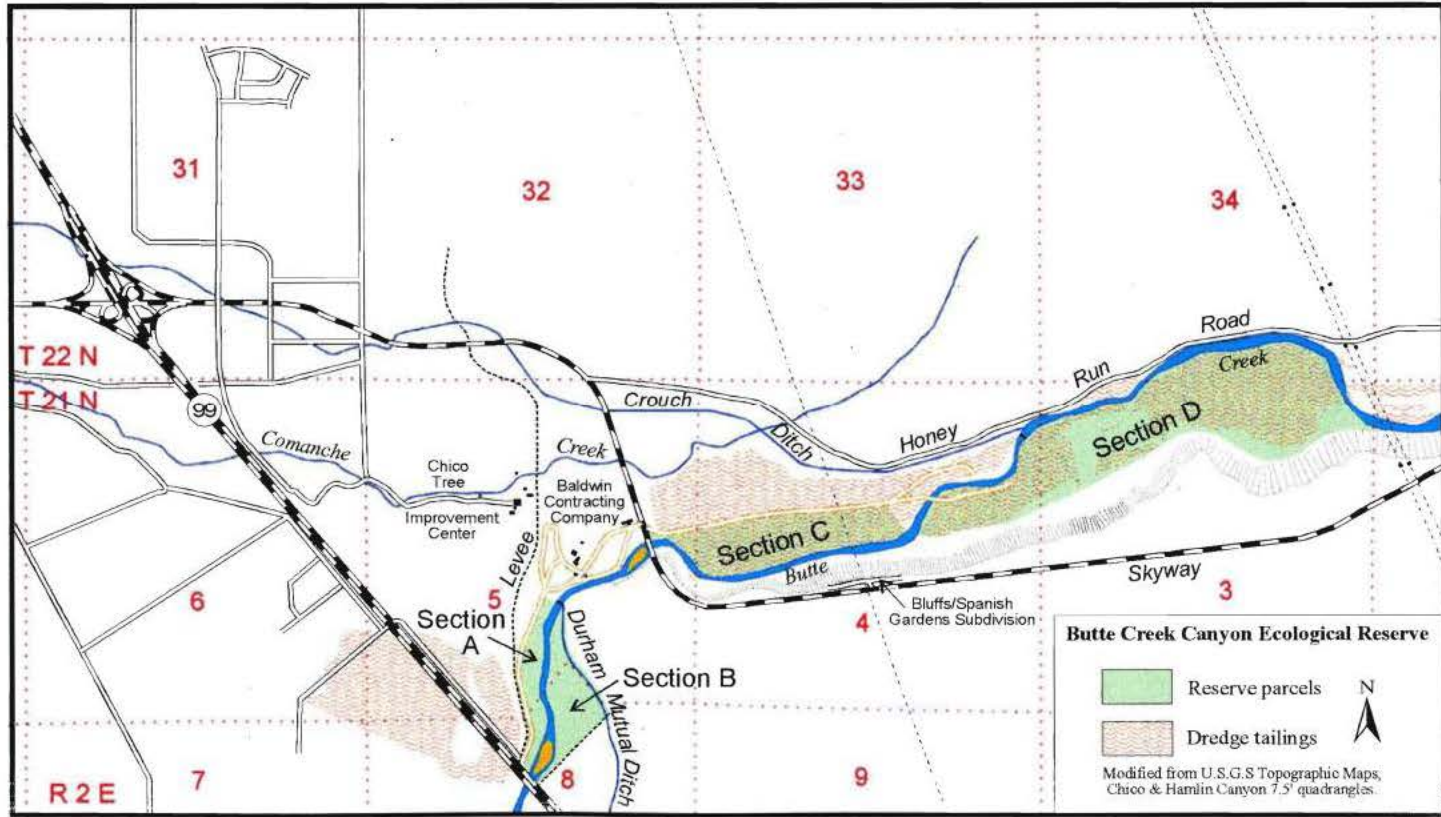 31
32
33
34
T 22 N
T 21 N
99
Comanche
Creek
Chico
Tree
Improvement
Center
Baldwin
Contracting
Company
Levee
Crouch
Ditch
Honey
Run
Road
Creek
Section D
Section C
Butte
Skyway
Bluffs/Spanish
Gardens Subdivision
6
5
4
3
Section
A
Section B
Durham
Mutual Ditch
7
8
9
R 2 E
Butte Creek Canyon Ecological Reserve
Reserve parcels
N
Dredge tailings
Modified from U.S.G.S Topographic Maps,
Chico & Hamlin Canyon 7.5' quadrangles.